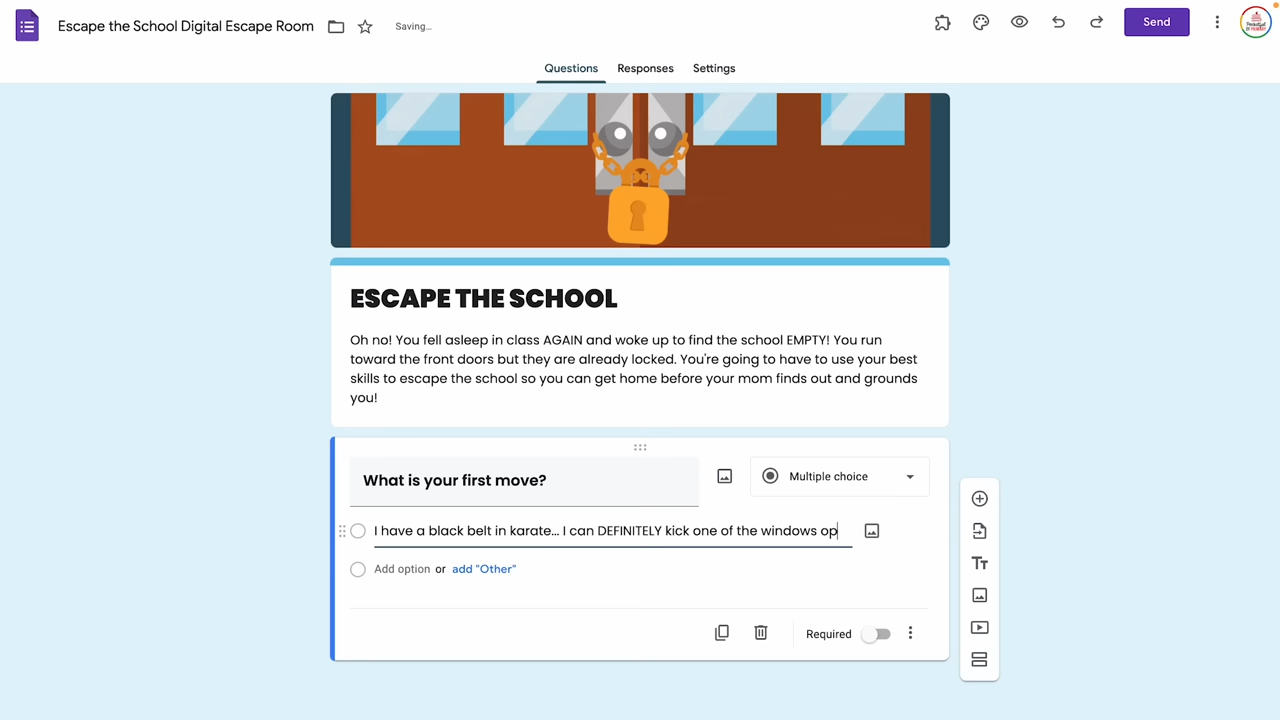 Escape the School Digital Escape Room
Saving...
Send
Questions Responses Settings
ESCAPE THE SCHOOL
Oh no! You fell asleep in class AGAIN and woke up to find the school EMPTY! You run
toward the front doors but they are already locked. You're going to have to use your best
skills to escape the school so you can get home before your mom finds out and grounds
you!
What is your first move?
Multiple choice
I have a black belt in karate... I can DEFINITELY kick one of the windows op
Add option or add "Other"
Required